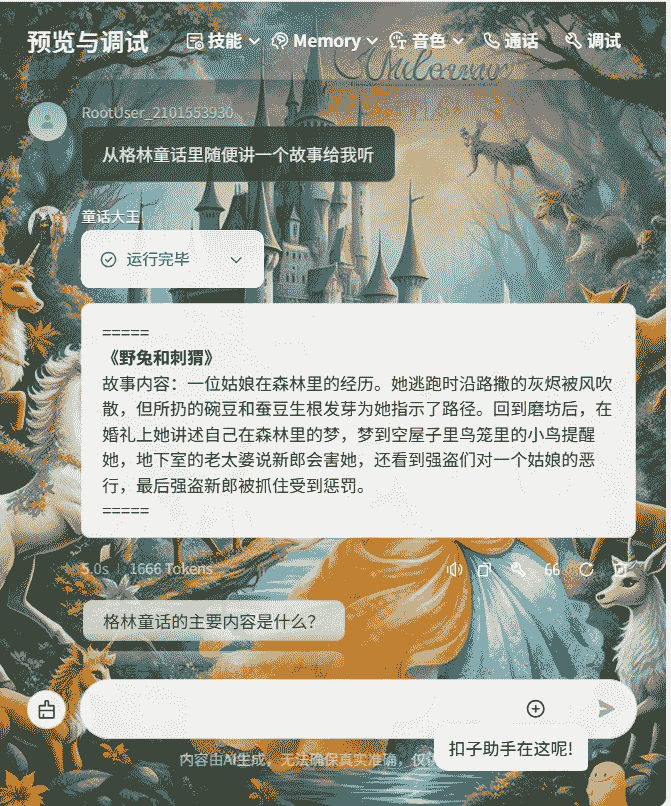 预览与调试 技能 Memory 音色 通话 调试
RootUser_2101553930
从格林童话里随便讲一个故事给我听
童话大王
运行完毕
=====
《野兔和刺猬》
故事内容：一位姑娘在森林里的经历。她逃跑时沿路撒的灰烬被风吹
散，但所扔的碗豆和蚕豆生根发芽为她指示了路径。回到磨坊后，在
婚礼上她讲述自己在森林里的梦，梦到空屋子里鸟笼里的小鸟提醒
她，地下室的老太婆说新郎会害她，还看到强盗们对一个姑娘的恶
行，最后强盗新郎被抓住受到惩罚。
=====
5.0s | 1666 Tokens
格林童话的主要内容是什么？
内容由AI生成，无法确保真实准确，仅
扣子助手在这呢!